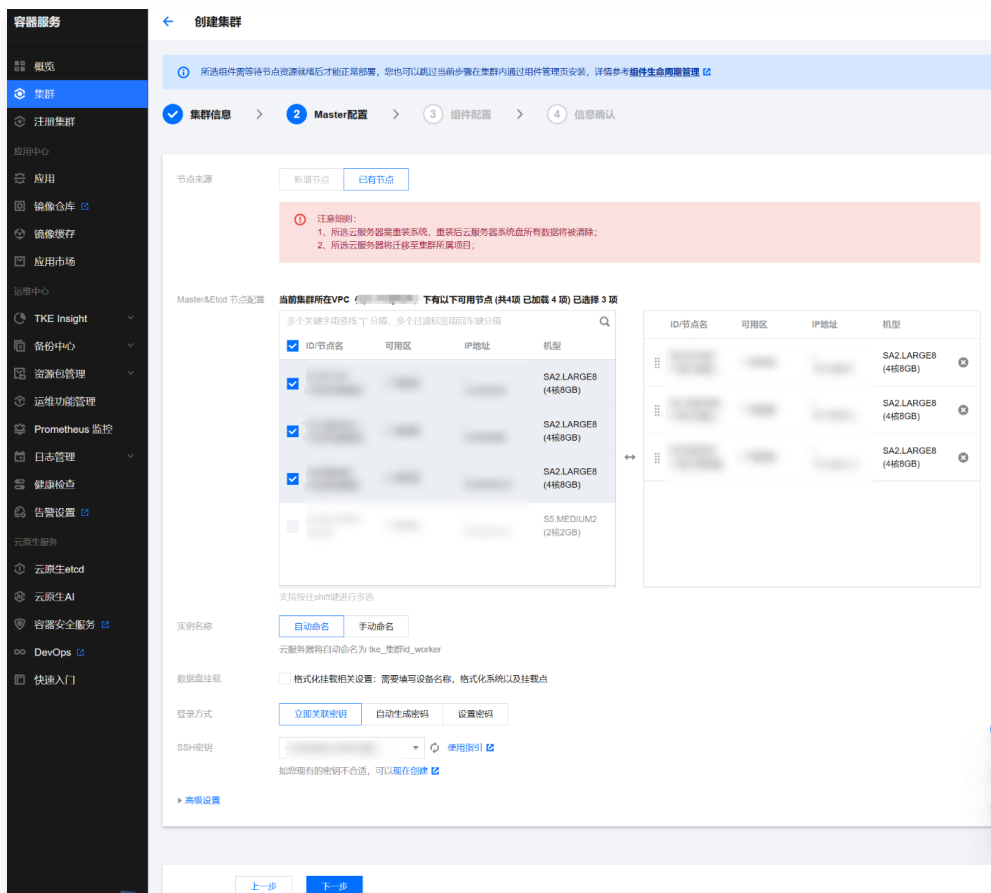 容器服务
创建集群
概览
集群
注册集群
应用中心
应用
镜像仓库
镜像缓存
应用市场
运维中心
TKE Insight
备份中心
资源包管理
运维功能管理
Prometheus 监控
日志管理
健康检查
告警设置
云原生服务
云原生etcd
云原生AI
容器安全服务
DevOps
快速入门
所选组件需等待节点资源就绪后才能正常部署，您也可以跳过当前步骤在集群内通过组件管理页安装，详情参考组件生命周期管理
集群信息
2 Master配置
3 组件配置
4 信息确认
节点来源
新增节点 已有节点
注意细则：
1、所选云服务器需重装系统，重装后云服务器系统盘所有数据将被清除；
2、所选云服务器将迁移至集群所属项目；
Master&Etcd 节点配置
当前集群所在VPC（ ）下有以下可用节点 (共4项 已加载 4 项) 已选择 3 项
多个关键字用竖线 "|" 分隔，多个过滤标签用回车键分隔
ID/节点名 可用区 IP地址 机型
SA2.LARGE8
(4核8GB)
SA2.LARGE8
(4核8GB)
SA2.LARGE8
(4核8GB)
S5.MEDIUM2
(2核2GB)
ID/节点名 可用区 IP地址 机型
SA2.LARGE8
(4核8GB)
SA2.LARGE8
(4核8GB)
SA2.LARGE8
(4核8GB)
支持按住shift键进行多选
实例名称
自动命名 手动命名
云服务器将自动命名为 tke_集群id_worker
数据盘挂载
格式化挂载相关设置：需要填写设备名称，格式化系统以及挂载点
登录方式
立即关联密钥 自动生成密码 设置密码
SSH密钥
使用指引
如您现有的密钥不合适，可以现在创建
高级设置
上一步 下一步